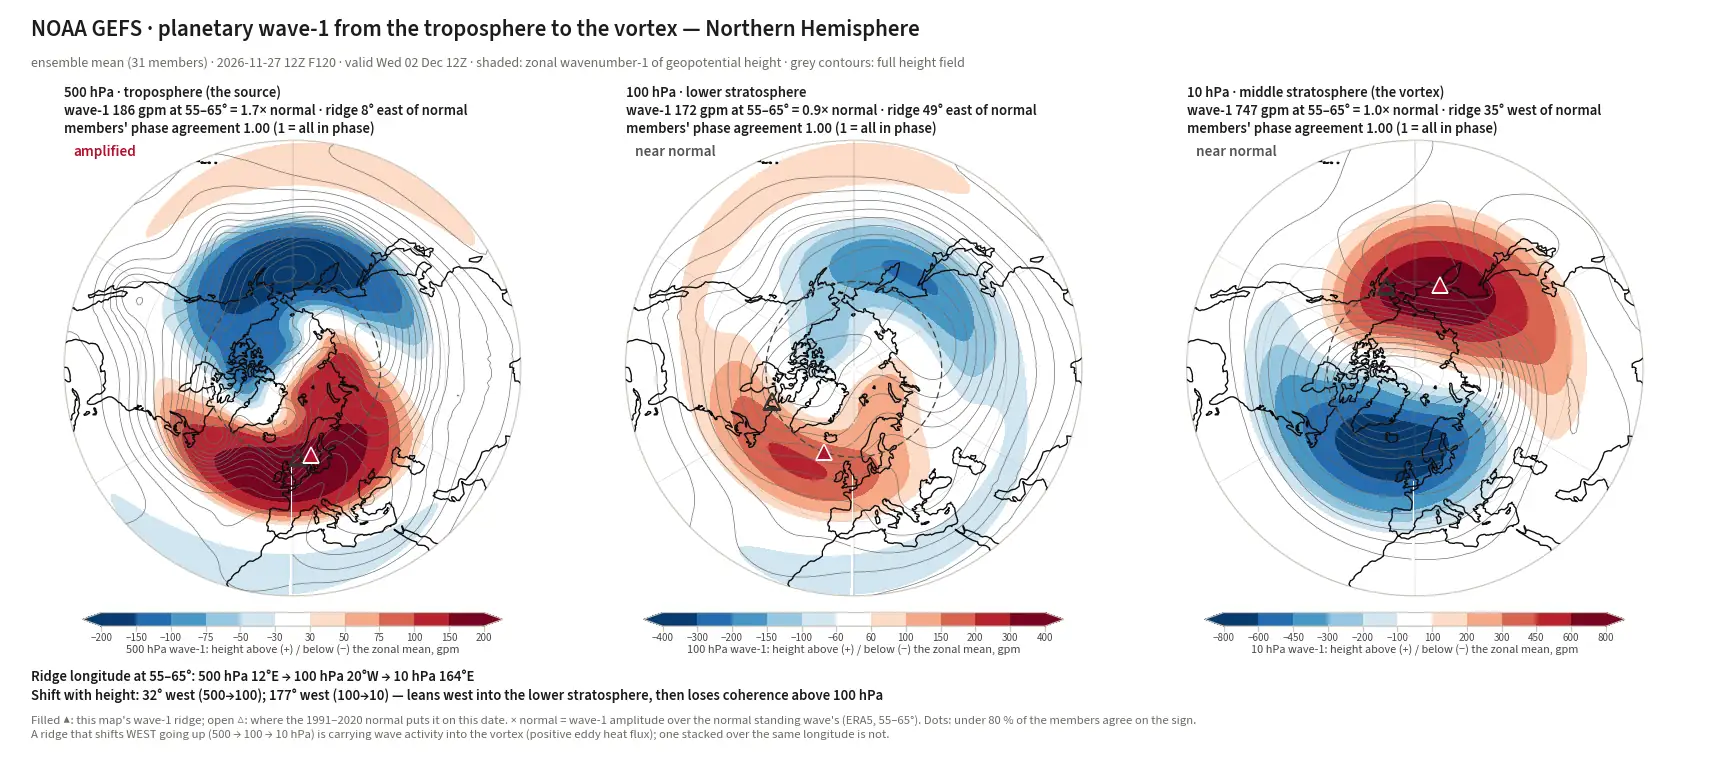 NOAA GEFS · planetary wave-1 from the troposphere to the vortex — Northern Hemisphere
ensemble mean (31 members) · 2026-11-27 12Z F120 · valid Wed 02 Dec 12Z · shaded: zonal wavenumber-1 of geopotential height · grey contours: full height field
500 hPa · troposphere (the source)
wave-1 186 gpm at 55–65° = 1.7× normal · ridge 8° east of normal
members' phase agreement 1.00 (1 = all in phase)
amplified
100 hPa · lower stratosphere
wave-1 172 gpm at 55–65° = 0.9× normal · ridge 49° east of normal
members' phase agreement 1.00 (1 = all in phase)
near normal
10 hPa · middle stratosphere (the vortex)
wave-1 747 gpm at 55–65° = 1.0× normal · ridge 35° west of normal
members' phase agreement 1.00 (1 = all in phase)
near normal
−200 −150 −100 −75 −50 −30 30 50 75 100 150 200
500 hPa wave-1: height above (+) / below (−) the zonal mean, gpm
−400 −300 −200 −150 −100 −60 60 100 150 200 300 400
100 hPa wave-1: height above (+) / below (−) the zonal mean, gpm
−800 −600 −450 −300 −200 −100 100 200 300 450 600 800
10 hPa wave-1: height above (+) / below (−) the zonal mean, gpm
Ridge longitude at 55–65°: 500 hPa 12°E → 100 hPa 20°W → 10 hPa 164°E
Shift with height: 32° west (500→100); 177° west (100→10) — leans west into the lower stratosphere, then loses coherence above 100 hPa
Filled ▲: this map's wave-1 ridge; open △: where the 1991–2020 normal puts it on this date. × normal = wave-1 amplitude over the normal standing wave's (ERA5, 55–65°). Dots: under 80 % of the members agree on the sign.
A ridge that shifts WEST going up (500 → 100 → 10 hPa) is carrying wave activity into the vortex (positive eddy heat flux); one stacked over the same longitude is not.